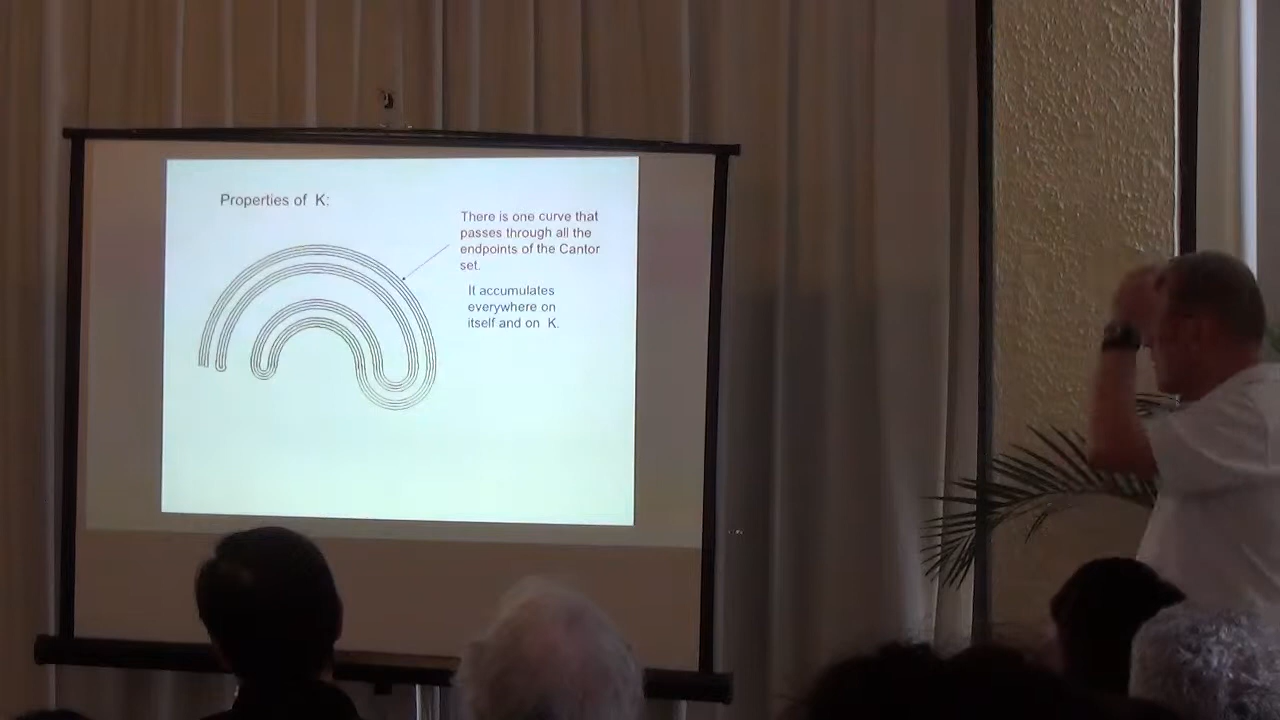 Properties of K:
There is one curve that
passes through all the
endpoints of the Cantor
set.
It accumulates
everywhere on
itself and on K.